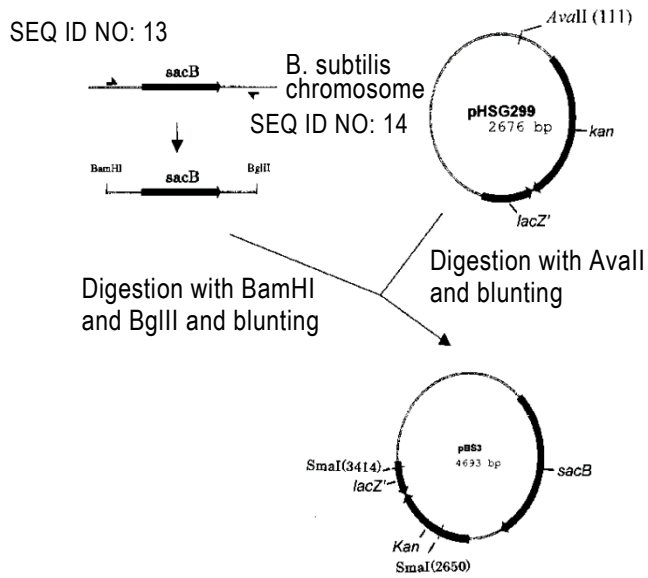 SEQ ID NO: 13
sacB
B. subtilis
chromosome
SEQ ID NO: 14
BamHI
BglII
sacB
AvaII (111)
pHSG299
2676 bp
kan
lacZ'
Digestion with BamHI
and BglII and blunting
Digestion with AvaII
and blunting
pBS3
4693 bp
SmaI(3414)
lacZ'
sacB
Kan
SmaI(2650)